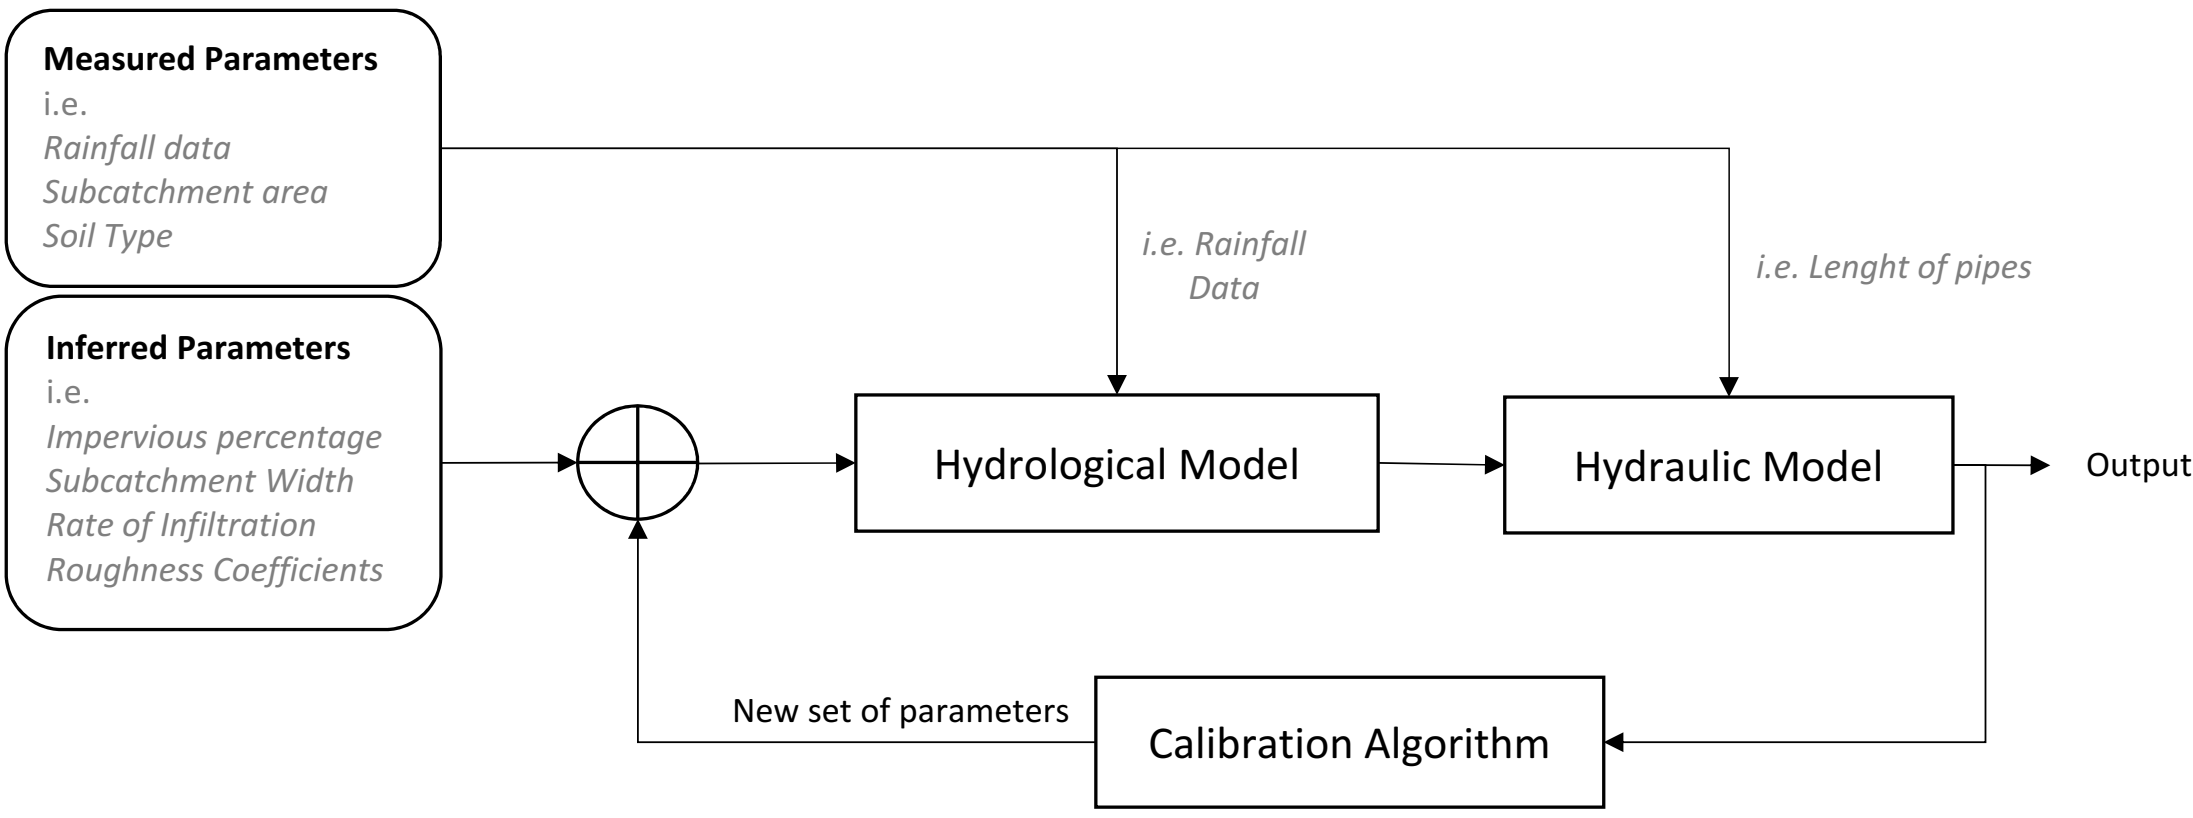 Measured Parameters
i.e.
Rainfall data
Subcatchment area
Soil Type
i.e. Rainfall
Data
i.e. Lenght of pipes
Inferred Parameters
i.e.
Impervious percentage
Subcatchment Width
Rate of Infiltration
Roughness Coefficients
Hydrological Model
Hydraulic Model
Output
New set of parameters
Calibration Algorithm